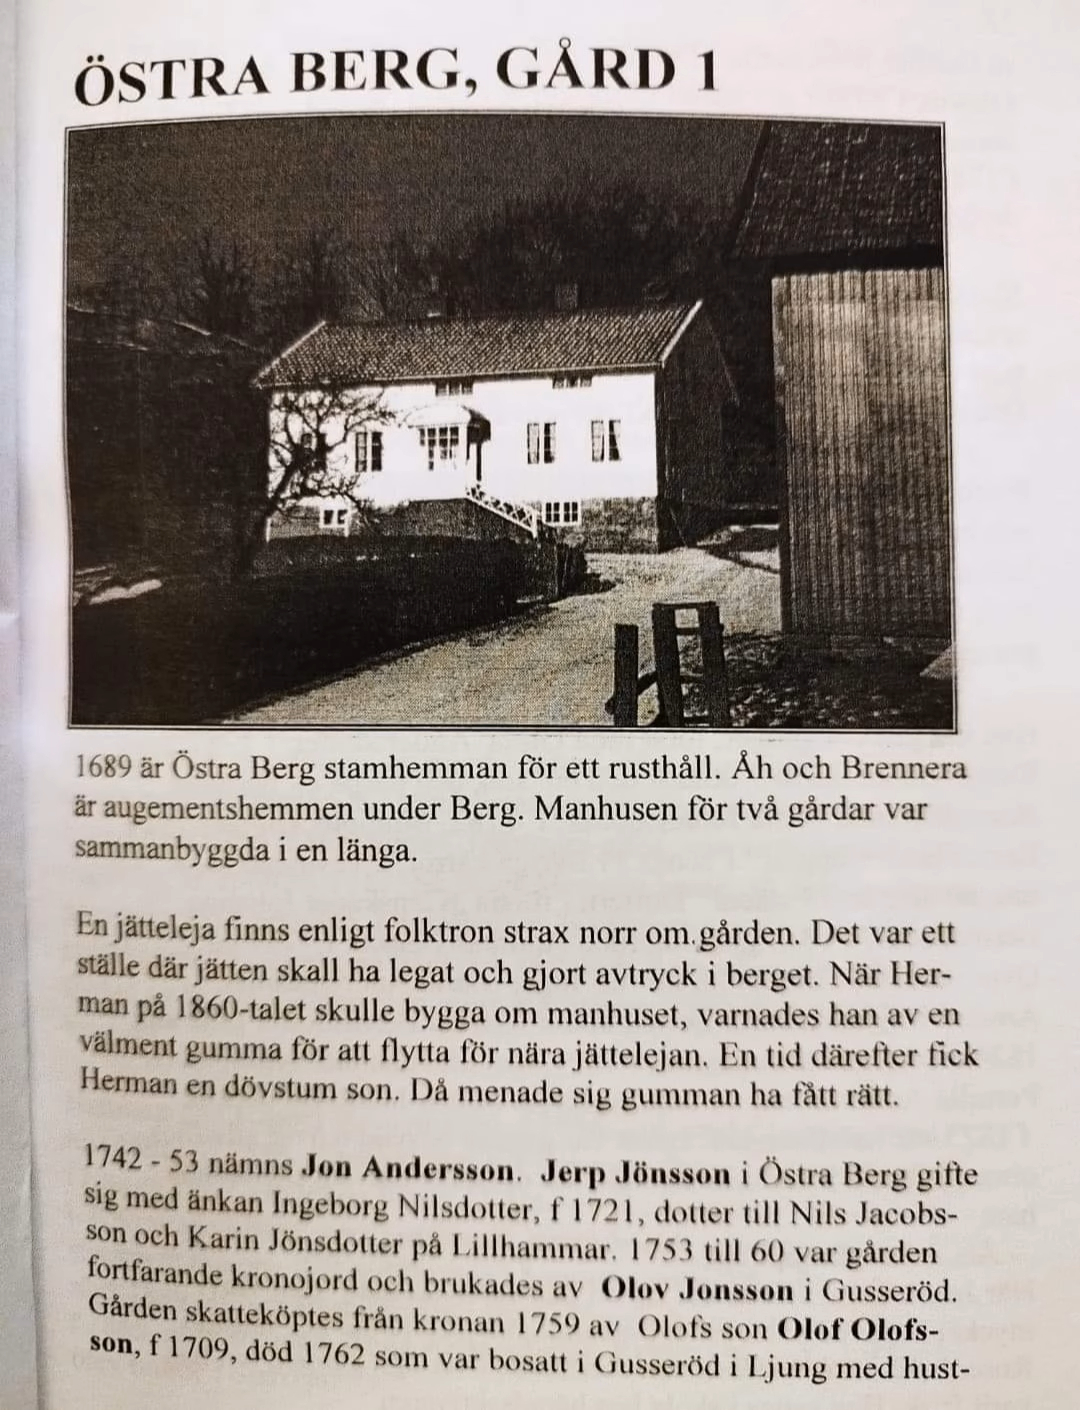 ÖSTRA BERG, GÅRD 1
1689 är Östra Berg stamhemman för ett rusthåll. Åh och Brennera
är augementshemmen under Berg. Manhusen för två gårdar var
sammanbyggda i en länga.
En jätteleja finns enligt folktron strax norr om.gården. Det var ett
ställe där jätten skall ha legat och gjort avtryck i berget. När Her-
man på 1860-talet skulle bygga om manhuset, varnades han av en
välment gumma för att flytta för nära jättelejan. En tid därefter fick
Herman en dövstum son. Då menade sig gumman ha fått rätt.
1742 - 53 nämns Jon Andersson. Jerp Jönsson i Östra Berg gifte
sig med änkan Ingeborg Nilsdotter, f 1721, dotter till Nils Jacobs-
son och Karin Jönsdotter på Lillhammar. 1753 till 60 var gården
fortfarande kronojord och brukades av Olov Jonsson i Gusseröd.
Gården skatteköptes från kronan 1759 av Olofs son Olof Olofs-
son, f 1709, död 1762 som var bosatt i Gusseröd i Ljung med hust-